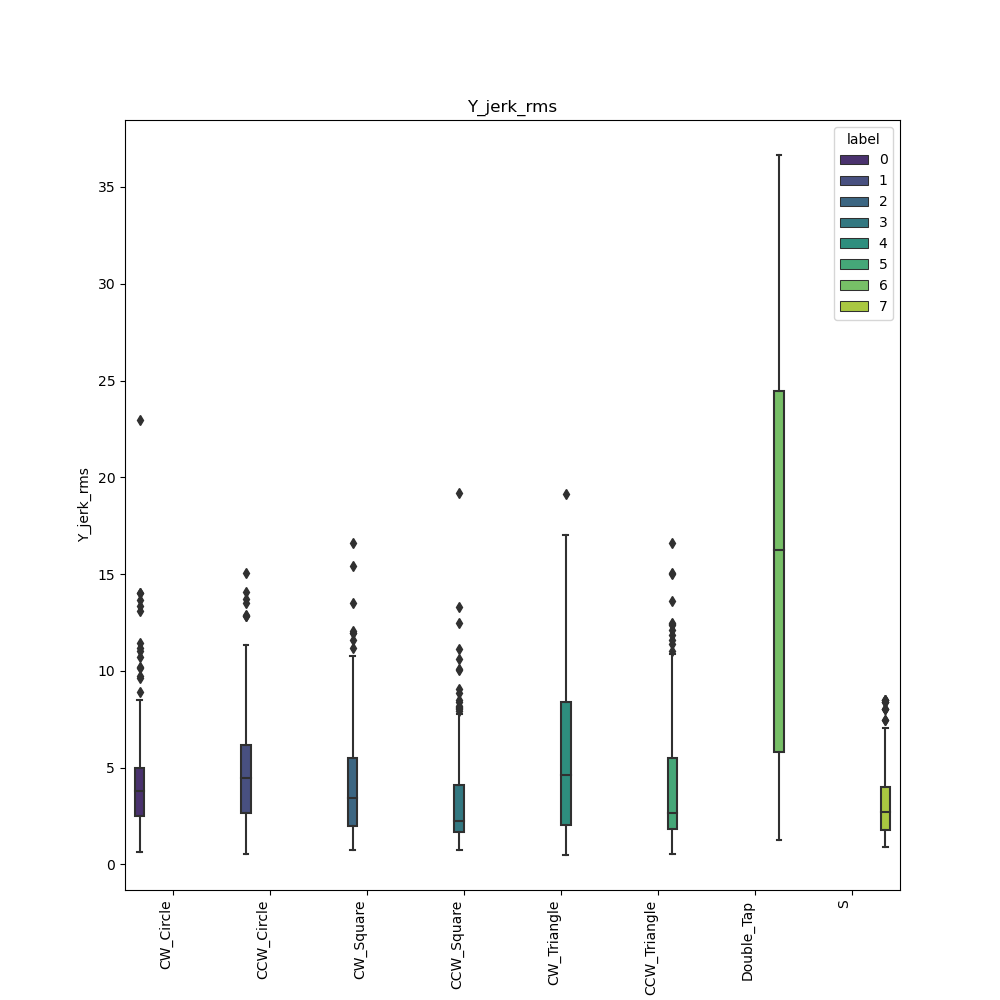 Y_jerk_rms
label
0
1
2
3
4
5
6
7
Y_jerk_rms
35
30
25
20
15
10
5
0
CW_Circle
CCW_Circle
CW_Square
CCW_Square
CW_Triangle
CCW_Triangle
Double_Tap
S